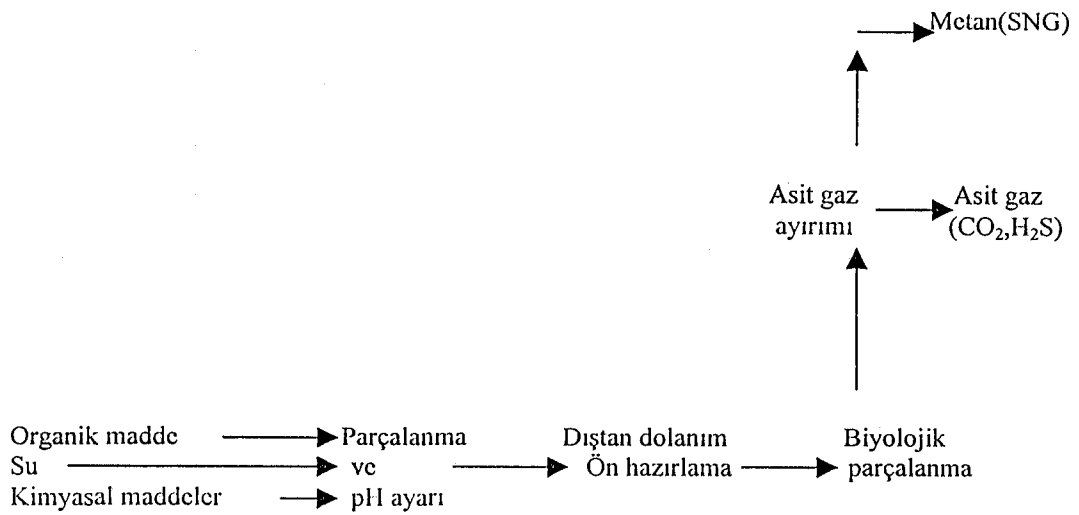 Metan(SNG)
Asit gaz
ayırımı
Asit gaz
(CO₂,H₂S)
Organik madde
Su
Kimyasal maddeler
Parçalanma
ve
pH ayarı
Dıştan dolanım
Ön hazırlama
Biyolojik
parçalanma